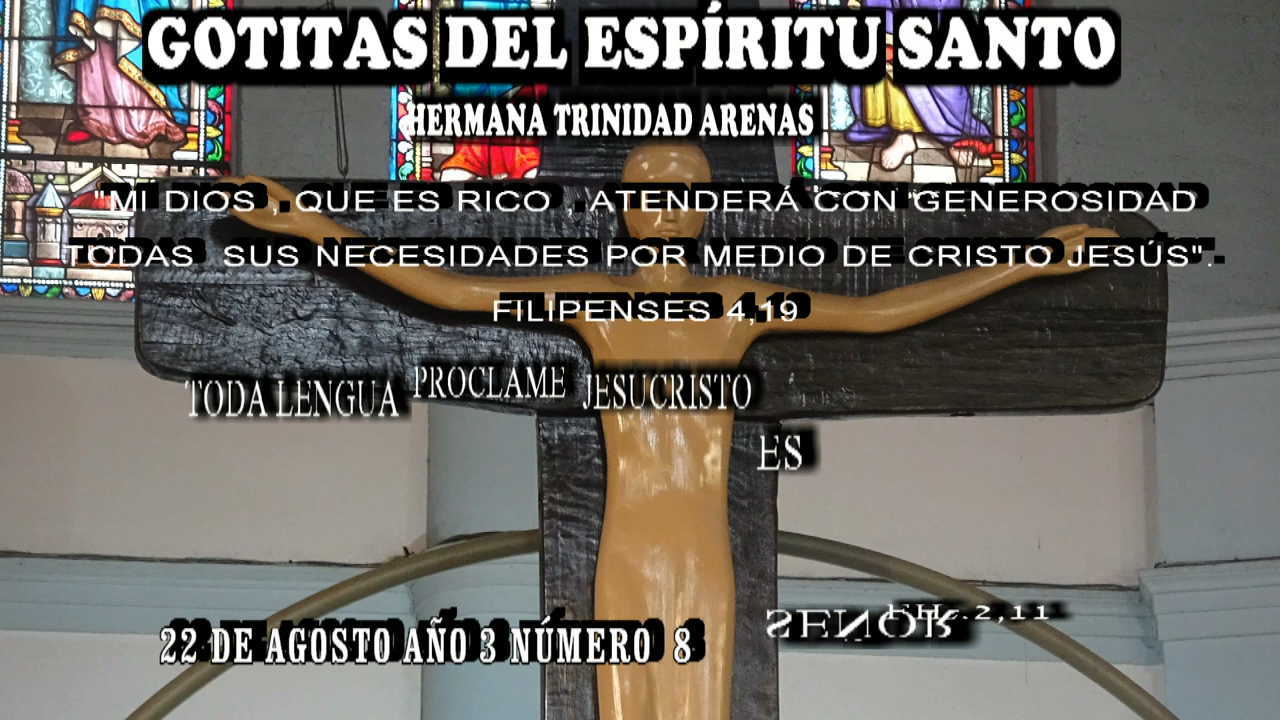 GOTITAS DEL ESPÍRITU SANTO
HERMANA TRINIDAD ARENAS
"MI DIOS , QUE ES RICO , ATENDERÁ CON GENEROSIDAD
TODAS SUS NECESIDADES POR MEDIO DE CRISTO JESÚS".
FILIPENSES 4,19
TODA LENGUA PROCLAME JESUCRISTO
ES
SEÑOR
22 DE AGOSTO AÑO 3 NÚMERO 8